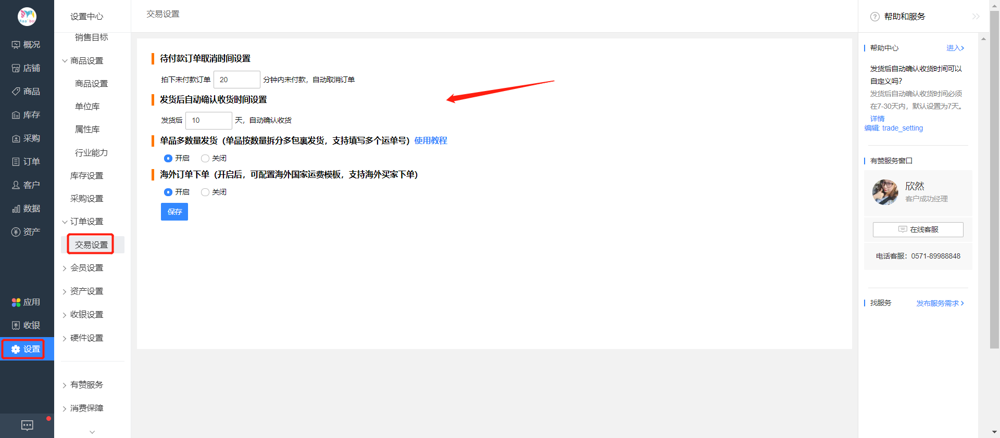 概况
店铺
商品
库存
采购
订单
客户
数据
资产
应用
收银
设置
设置中心
销售目标
商品设置
商品设置
单位库
属性库
行业能力
库存设置
采购设置
订单设置
交易设置
会员设置
资产设置
收银设置
硬件设置
有赞服务
消费保障
交易设置
待付款订单取消时间设置
拍下未付款订单 20 分钟内未付款，自动取消订单
发货后自动确认收货时间设置
发货后 10 天，自动确认收货
单品多数量发货（单品按数量拆分多包裹发货，支持填写多个运单号）使用教程
开启 关闭
海外订单下单（开启后，可配置海外国家运费模板，支持海外买家下单）
开启 关闭
保存
? 帮助和服务
帮助中心 进入>
发货后自动确认收货时间可以
自定义吗?
发货后自动确认收货时间必须
在7-30天内，默认设置为7天。
详情
编辑: trade_setting
有赞服务窗口
欣然
客户成功经理
在线客服
电话客服：0571-89988848
找服务 发布服务需求>